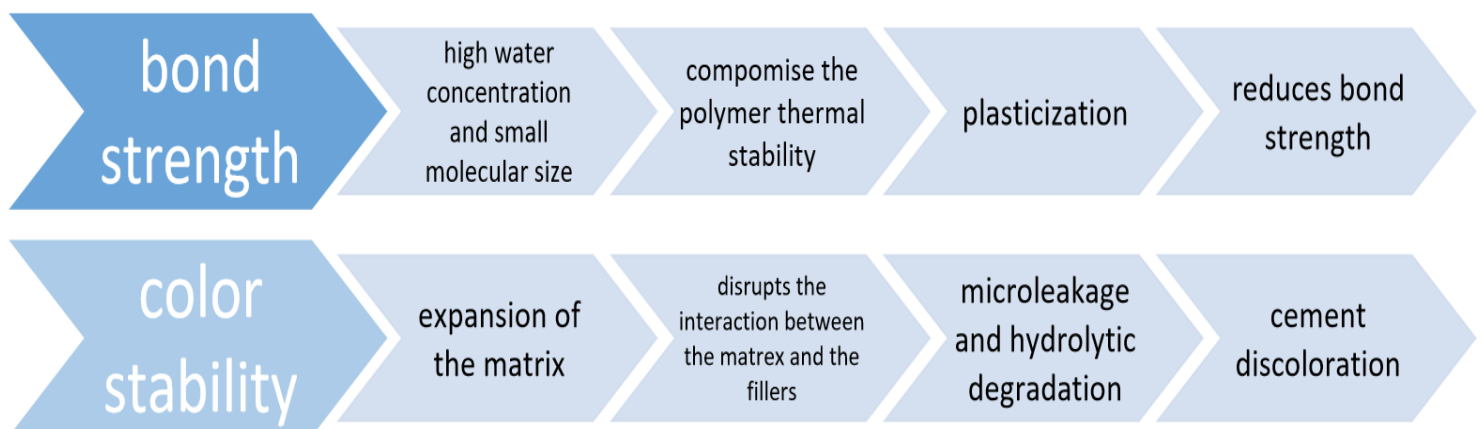 bond
strength
high water
concentration
and small
molecular size
compomise the
polymer thermal
stability
plasticization
reduces bond
strength
color
stability
expansion of
the matrix
disrupts the
interaction between
the matrex and the
fillers
microleakage
and hydrolytic
degradation
cement
discoloration